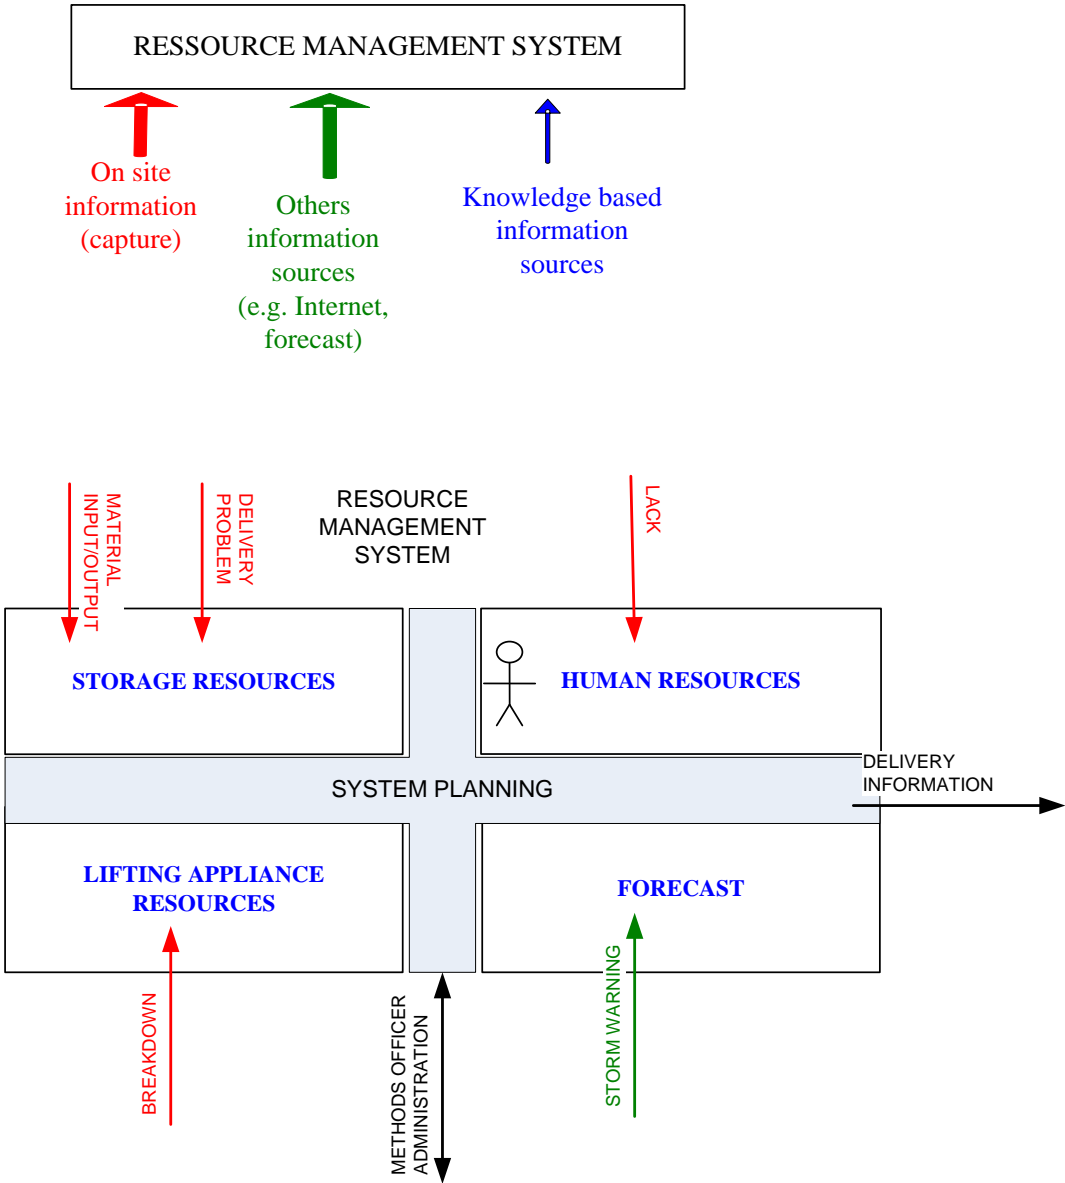 RESSOURCE MANAGEMENT SYSTEM
On site
information
(capture)
Others
information
sources
(e.g. Internet,
forecast)
Knowledge based
information
sources
MATERIAL
INPUT/OUTPUT
DELIVERY
PROBLEM
RESOURCE
MANAGEMENT
SYSTEM
LACK
STORAGE RESOURCES
HUMAN RESOURCES
SYSTEM PLANNING
DELIVERY
INFORMATION
LIFTING APPLIANCE
RESOURCES
FORECAST
BREAKDOWN
METHODS OFFICER
ADMINISTRATION
STORM WARNING